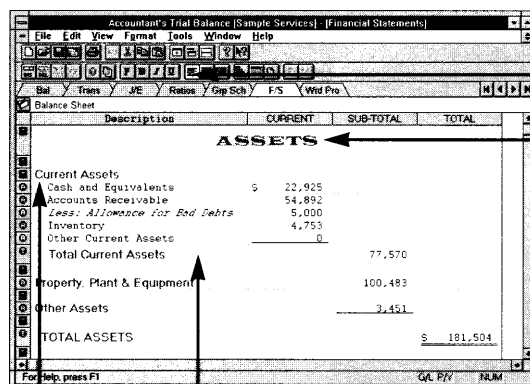 Accountant's Trial Balance [Sample Services] - [Financial Statements]
File Edit View Format Tools Window Help
Bal Trans J/E Ratios Grp Sch F/S Wrd Pro
Balance Sheet
Description CURRENT SUB-TOTAL TOTAL
ASSETS
Current Assets
Cash and Equivalents $ 22,925
Accounts Receivable 54,892
Less: Allowance for Bad Debts 5,000
Inventory 4,753
Other Current Assets 0
Total Current Assets 77,570
Property, Plant & Equipment 100,483
Other Assets 3,451
TOTAL ASSETS $ 181,504
For Help, press F1 G/L P/Y NUM